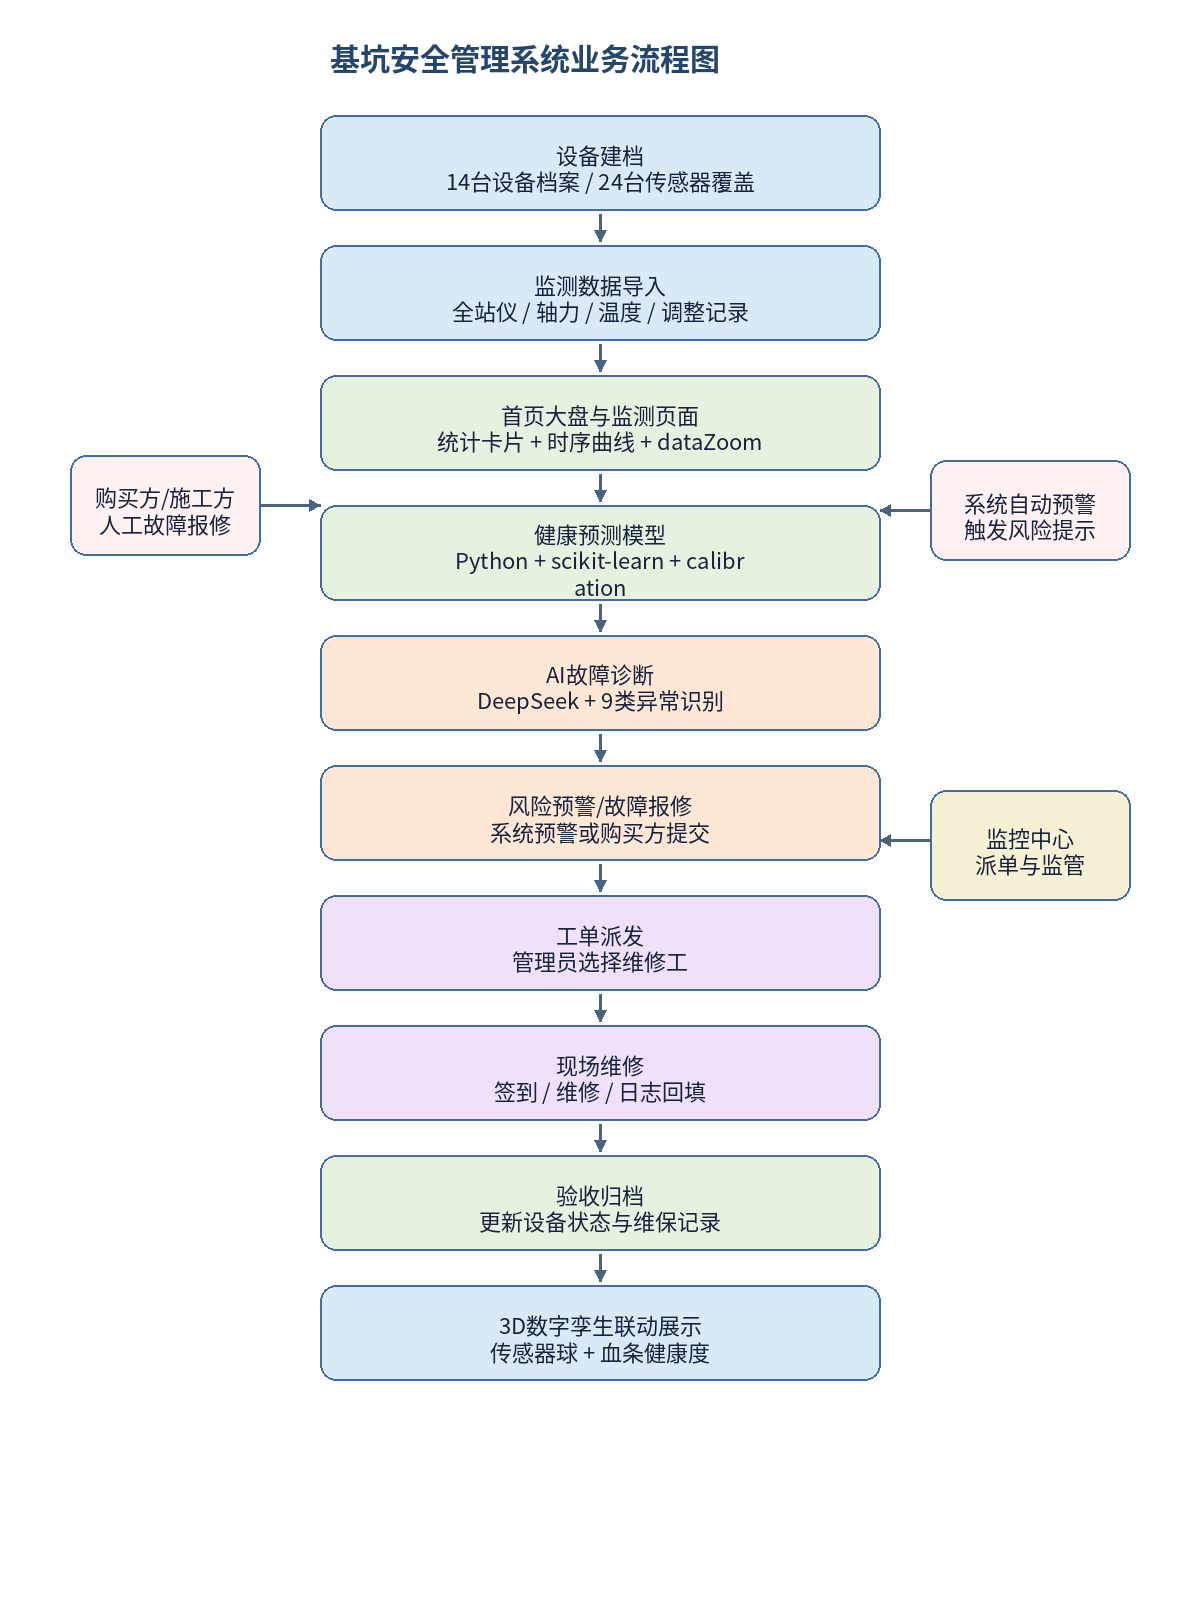 基坑安全管理系统业务流程图
设备建档
14台设备档案 / 24台传感器覆盖
监测数据导入
全站仪 / 轴力 / 温度 / 调整记录
首页大盘与监测页面
统计卡片 + 时序曲线 + dataZoom
购买方/施工方
人工故障报修
系统自动预警
触发风险提示
健康预测模型
Python + scikit-learn + calibr
ation
AI故障诊断
DeepSeek + 9类异常识别
风险预警/故障报修
系统预警或购买方提交
监控中心
派单与监管
工单派发
管理员选择维修工
现场维修
签到 / 维修 / 日志回填
验收归档
更新设备状态与维保记录
3D数字孪生联动展示
传感器球 + 血条健康度